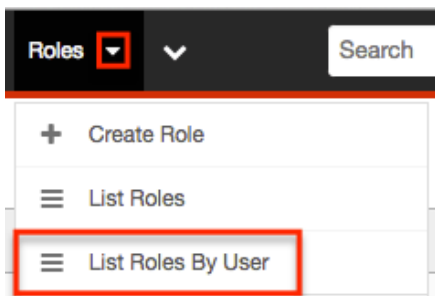 Roles
Search
Create Role
List Roles
List Roles By User